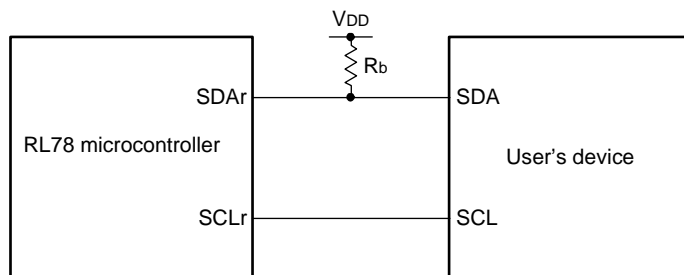 VDD
Rb
SDAr
SDA
RL78 microcontroller
User's device
SCLr
SCL